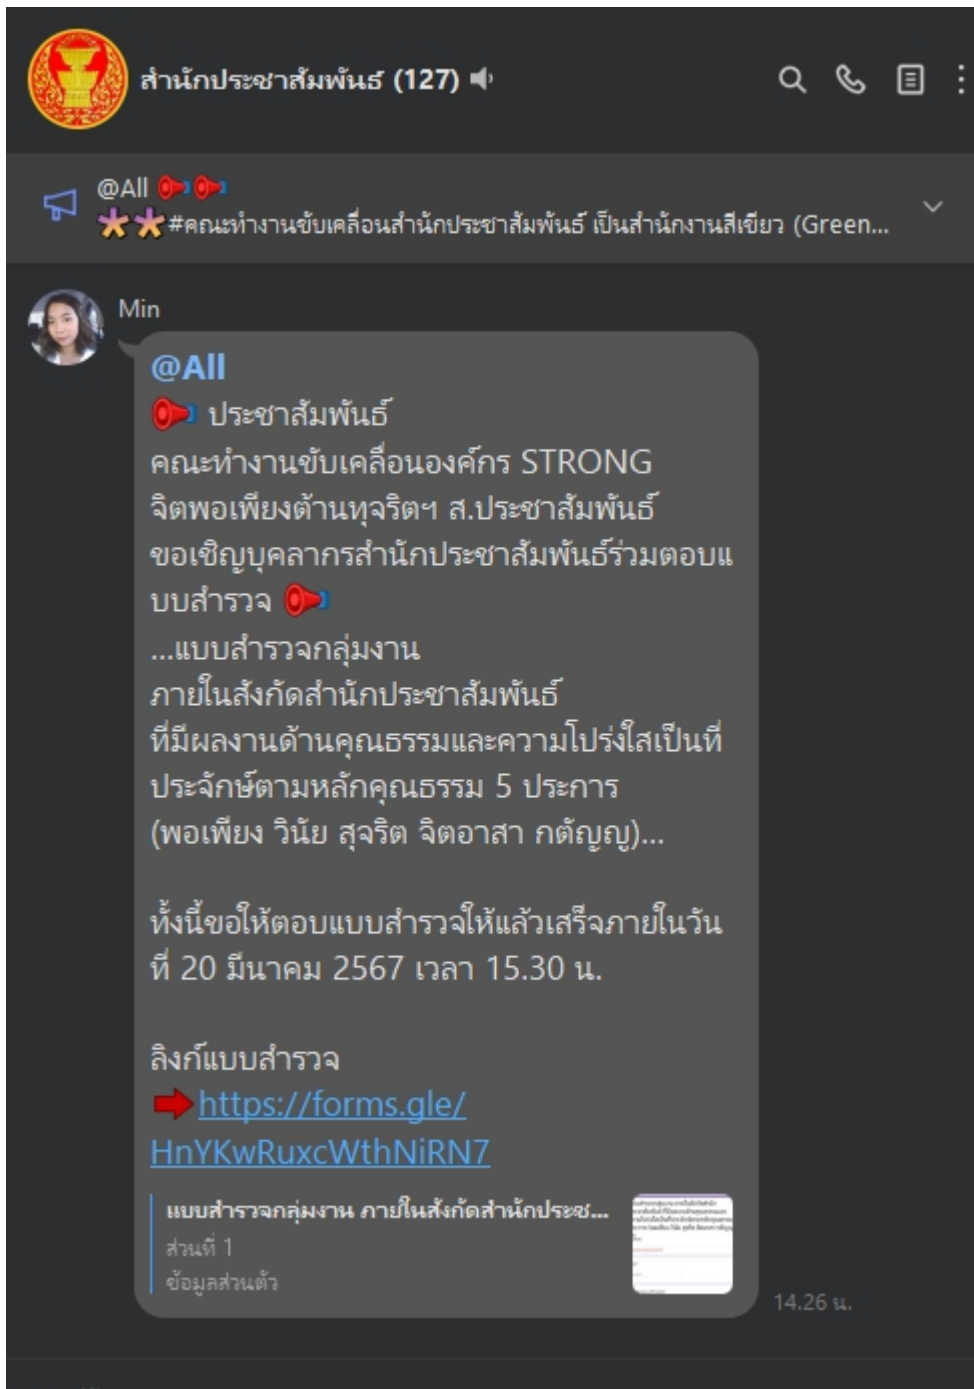 สำนักประชาสัมพันธ์ (127)
@All
#คณะทำงานขับเคลื่อนสำนักประชาสัมพันธ์ เป็นสำนักงานสีเขียว (Green...
Min
@All
ประชาสัมพันธ์
คณะทำงานขับเคลื่อนองค์กร STRONG
จิตพอเพียงต้านทุจริตฯ ส.ประชาสัมพันธ์
ขอเชิญบุคลากรสำนักประชาสัมพันธ์ร่วมตอบแ
บบสำรวจ
...แบบสำรวจกลุ่มงาน
ภายในสังกัดสำนักประชาสัมพันธ์
ที่มีผลงานด้านคุณธรรมและความโปร่งใสเป็นที่
ประจักษ์ตามหลักคุณธรรม 5 ประการ
(พอเพียง วินัย สุจริต จิตอาสา กตัญญู)...
ทั้งนี้ขอให้ตอบแบบสำรวจให้แล้วเสร็จภายในวัน
ที่ 20 มีนาคม 2567 เวลา 15.30 น.
ลิงก์แบบสำรวจ
https://forms.gle/
HnYKwRuxcWthNiRN7
แบบสำรวจกลุ่มงาน ภายในสังกัดสำนักประช...
ส่วนที่ 1
ข้อมูลส่วนตัว
14.26 น.